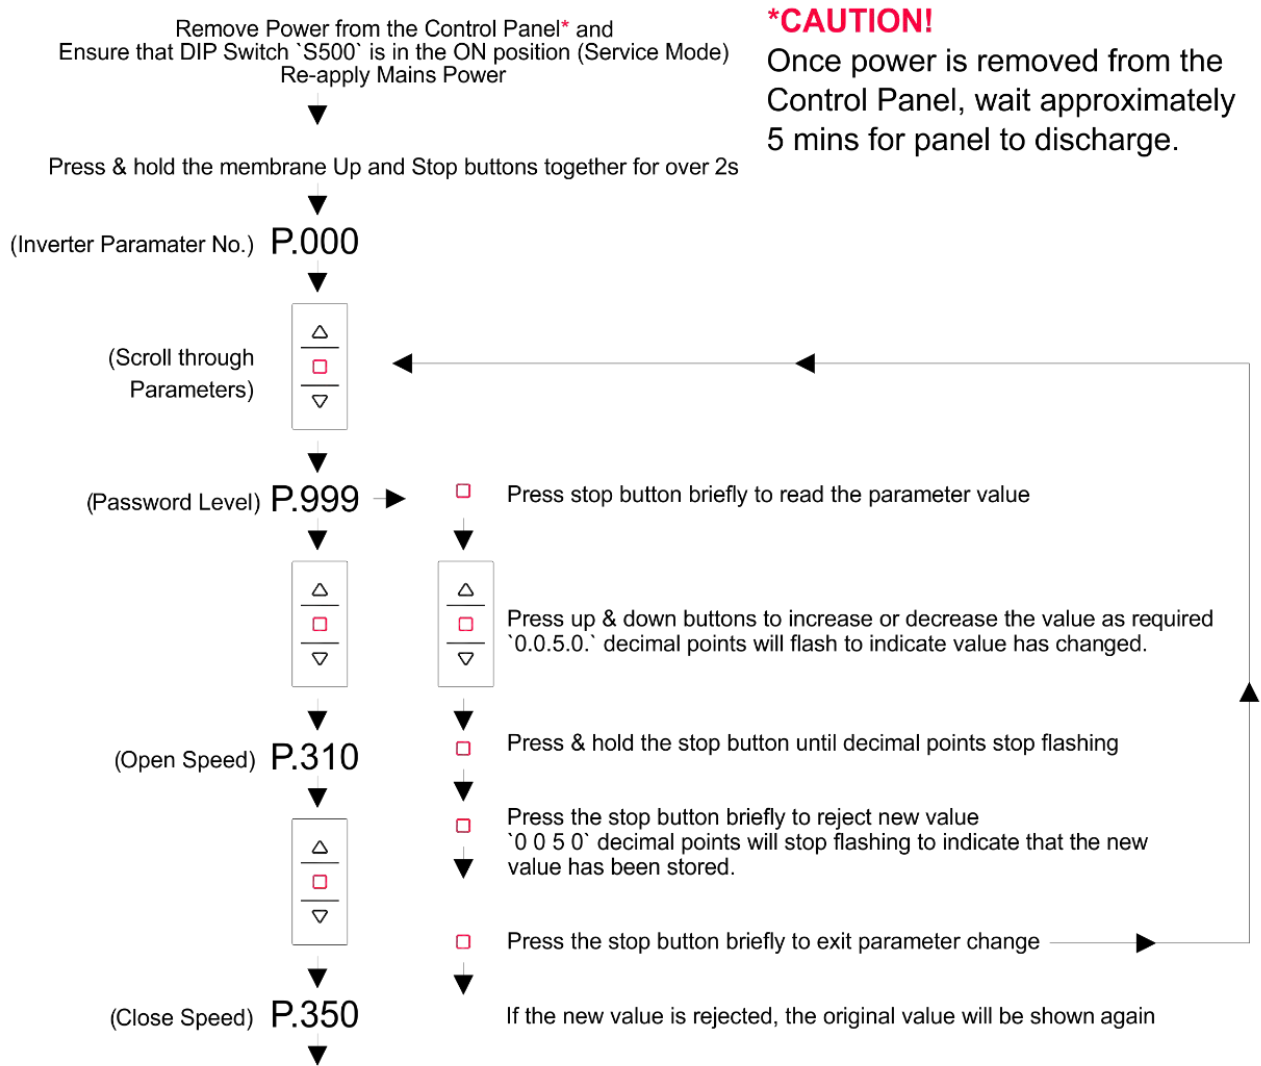 Remove Power from the Control Panel* and
Ensure that DIP Switch `S500` is in the ON position (Service Mode)
Re-apply Mains Power
*CAUTION!
Once power is removed from the
Control Panel, wait approximately
5 mins for panel to discharge.
Press & hold the membrane Up and Stop buttons together for over 2s
(Inverter Paramater No.) P.000
(Scroll through
Parameters)
(Password Level) P.999
Press stop button briefly to read the parameter value
Press up & down buttons to increase or decrease the value as required
`0.0.5.0.` decimal points will flash to indicate value has changed.
(Open Speed) P.310
Press & hold the stop button until decimal points stop flashing
Press the stop button briefly to reject new value
`0 0 5 0` decimal points will stop flashing to indicate that the new
value has been stored.
Press the stop button briefly to exit parameter change
(Close Speed) P.350
If the new value is rejected, the original value will be shown again